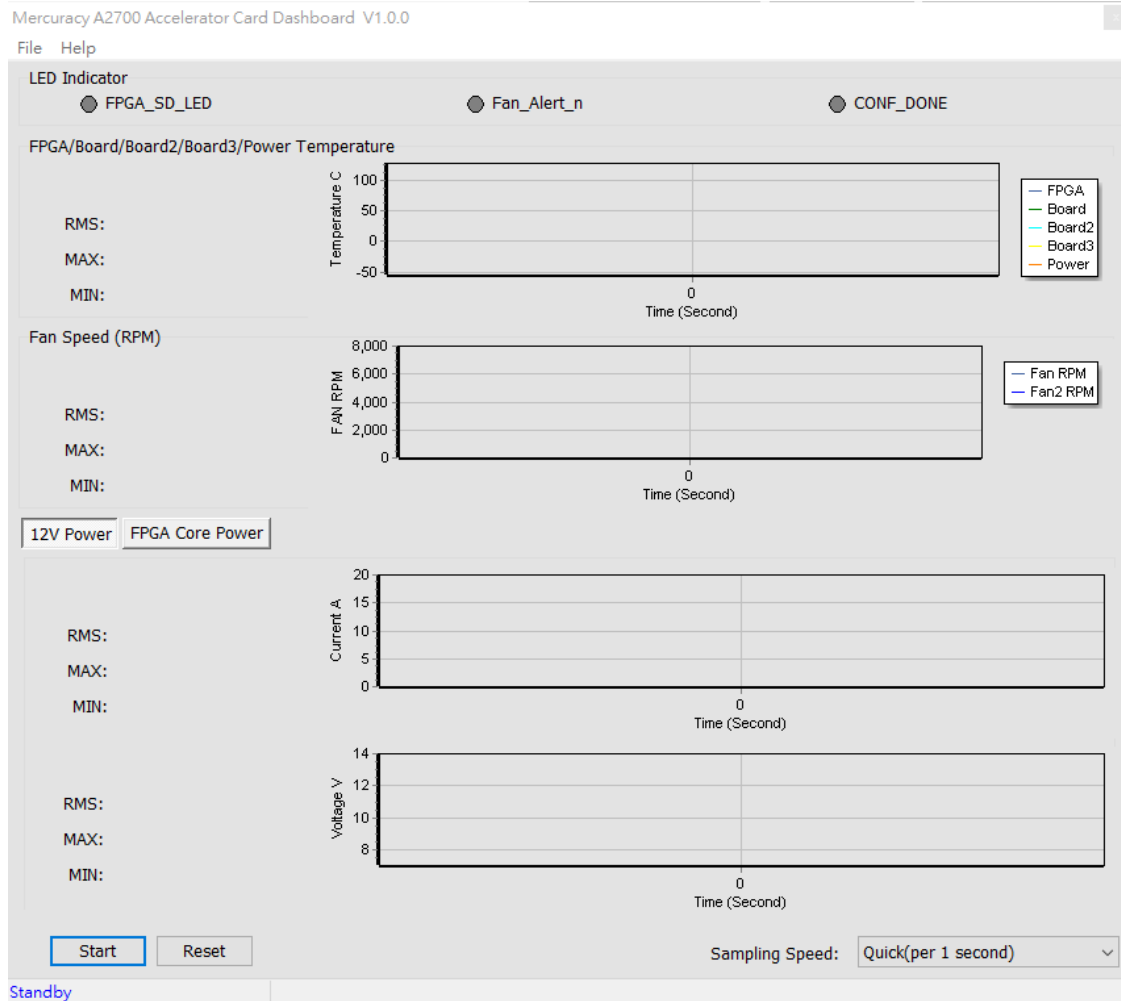 Mercuracy A2700 Accelerator Card Dashboard V1.0.0
File Help
LED Indicator
FPGA_SD_LED Fan_Alert_n CONF_DONE
FPGA/Board/Board2/Board3/Power Temperature
RMS:
MAX:
MIN:
Temperature C
100
50
0
-50
0
Time (Second)
FPGA
Board
Board2
Board3
Power
Fan Speed (RPM)
RMS:
MAX:
MIN:
FAN RPM
8,000
6,000
4,000
2,000
0
0
Time (Second)
Fan RPM
Fan2 RPM
12V Power FPGA Core Power
RMS:
MAX:
MIN:
Current A
20
15
10
5
0
0
Time (Second)
RMS:
MAX:
MIN:
Voltage V
14
12
10
8
0
Time (Second)
Start Reset Sampling Speed: Quick(per 1 second)
Standby